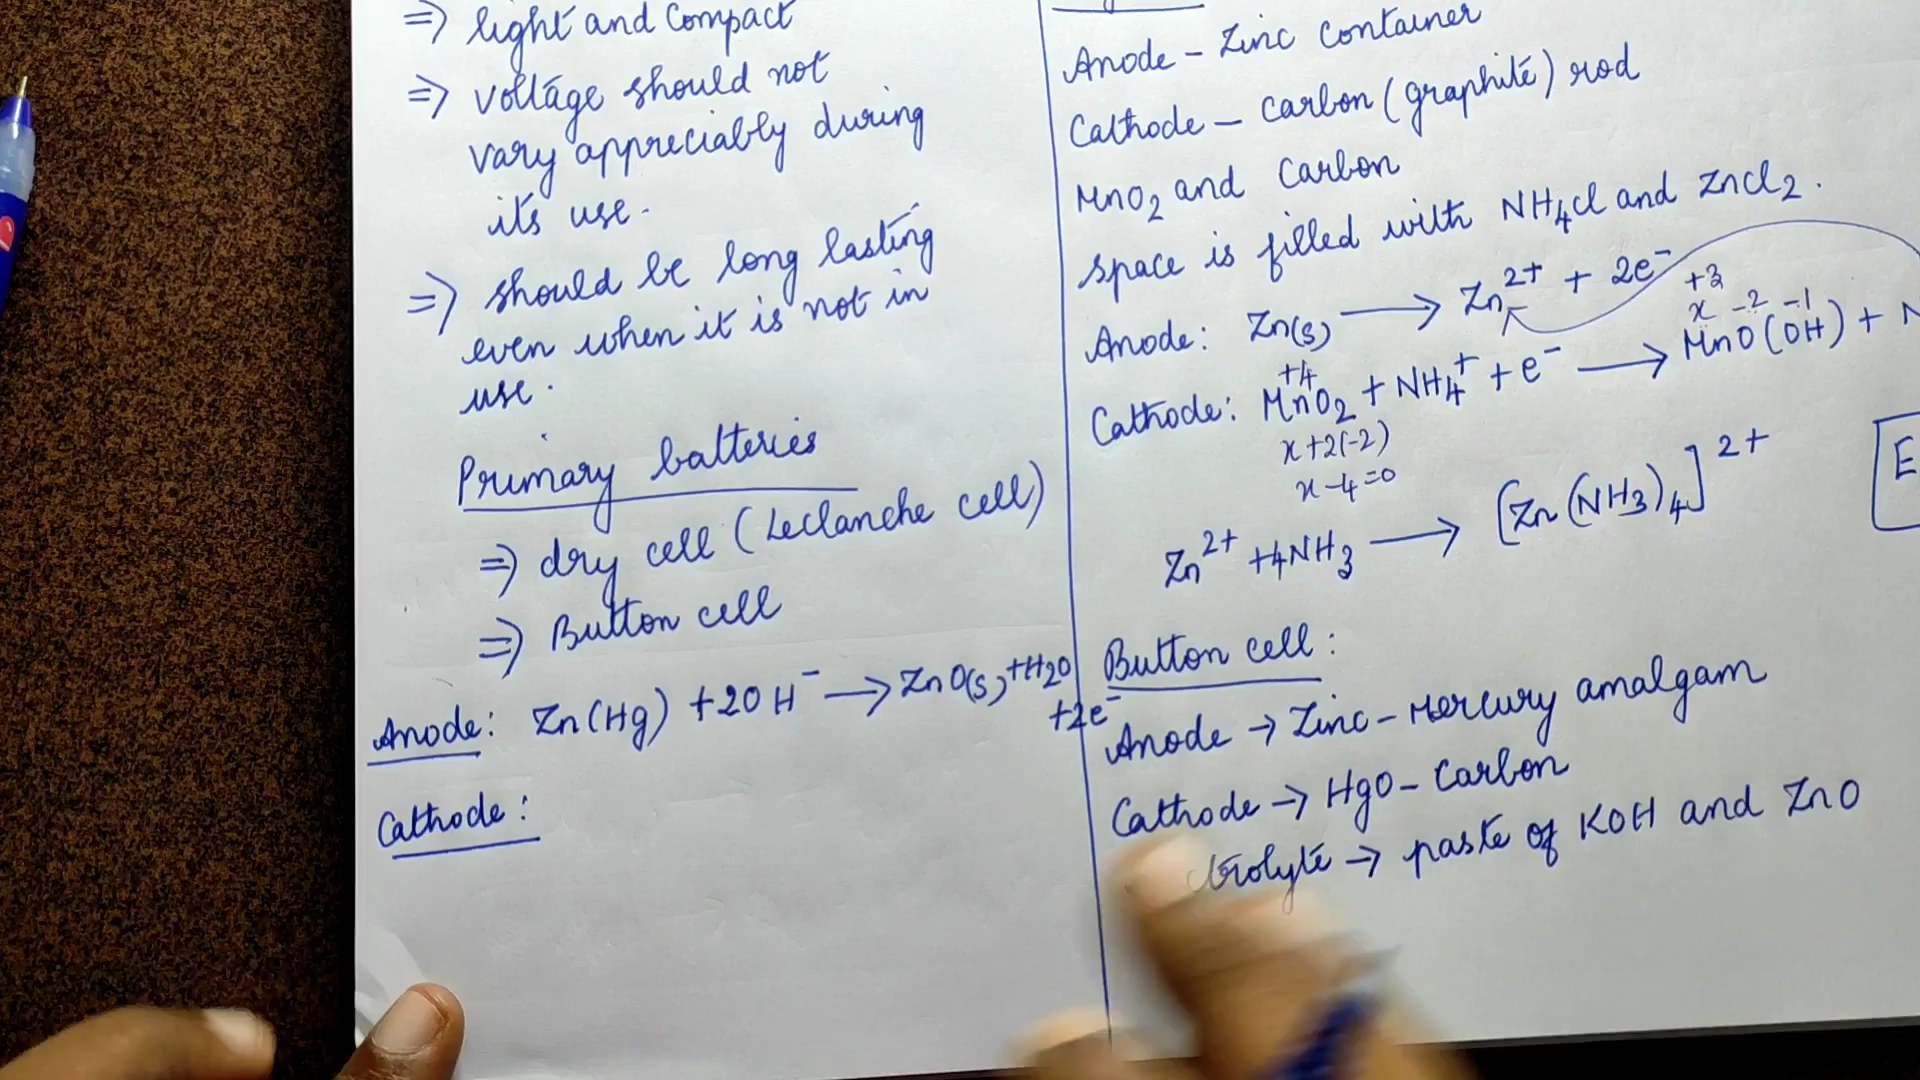 ⇒ light and compact
⇒ voltage should not
vary appreciably during
its use.
⇒ should be long lasting
even when it is not in
use.
Primary batteries
⇒ dry cell (Leclanche cell)
⇒ Button cell
Anode: Zn(Hg) + 2OH⁻ → ZnO(s) + H2O
+2e⁻
Cathode:
Anode - Zinc container
Cathode - Carbon (graphite) rod
MnO2 and Carbon
space is filled with NH4Cl and ZnCl2.
Anode: Zn(s) → Zn²⁺ + 2e⁻
+3
x -2 -1
+4
Cathode: MnO2 + NH4⁺ + e⁻ → MnO(OH) + N
x+2(-2)
x-4=0
Zn²⁺ + 4NH3 → [Zn(NH3)4]²⁺
E
Button cell:
Anode → Zinc-Mercury amalgam
Cathode → HgO - Carbon
ctrolyte → paste of KOH and ZnO